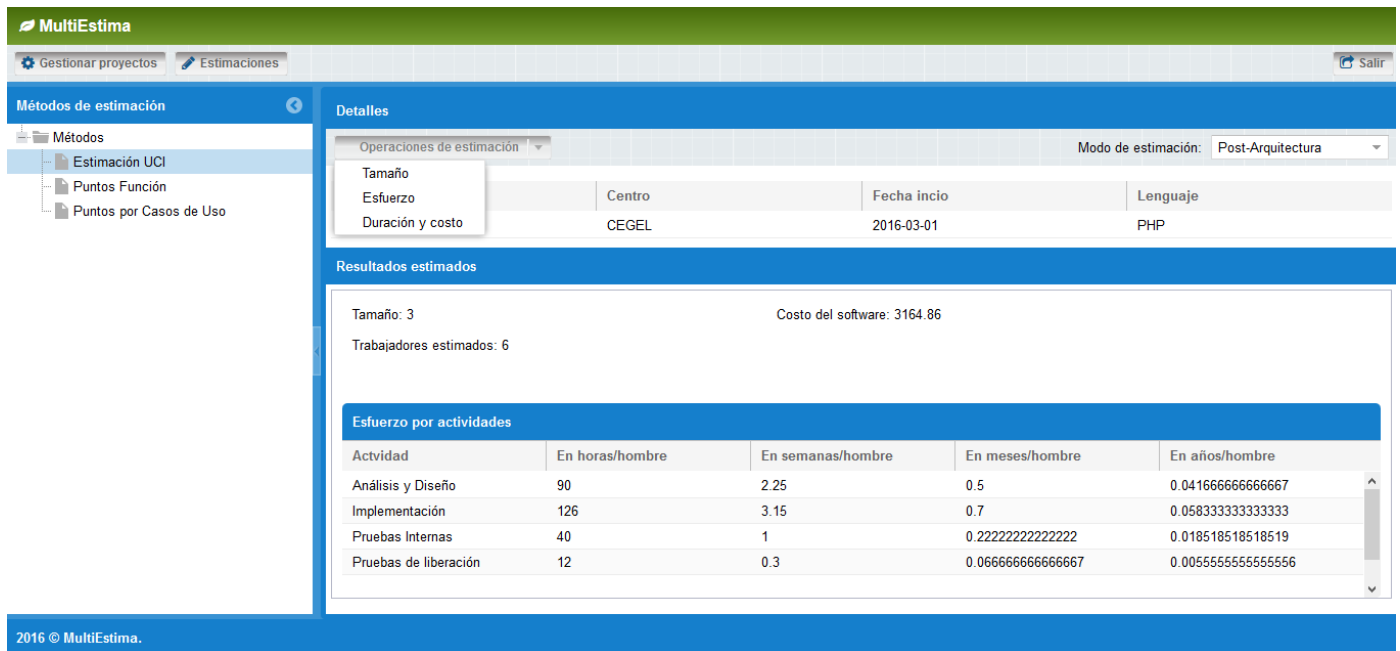 MultiEstima
Gestionar proyectos Estimaciones Salir
Métodos de estimación
Métodos
Estimación UCI
Puntos Función
Puntos por Casos de Uso
Detalles
Operaciones de estimación Modo de estimación: Post-Arquitectura
Tamaño
Esfuerzo
Duración y costo
Centro Fecha incio Lenguaje
CEGEL 2016-03-01 PHP
Resultados estimados
Tamaño: 3 Costo del software: 3164.86
Trabajadores estimados: 6
Esfuerzo por actividades
Actvidad En horas/hombre En semanas/hombre En meses/hombre En años/hombre
Análisis y Diseño 90 2.25 0.5 0.041666666666667
Implementación 126 3.15 0.7 0.058333333333333
Pruebas Internas 40 1 0.22222222222222 0.018518518518519
Pruebas de liberación 12 0.3 0.066666666666667 0.0055555555555556
2016 © MultiEstima.